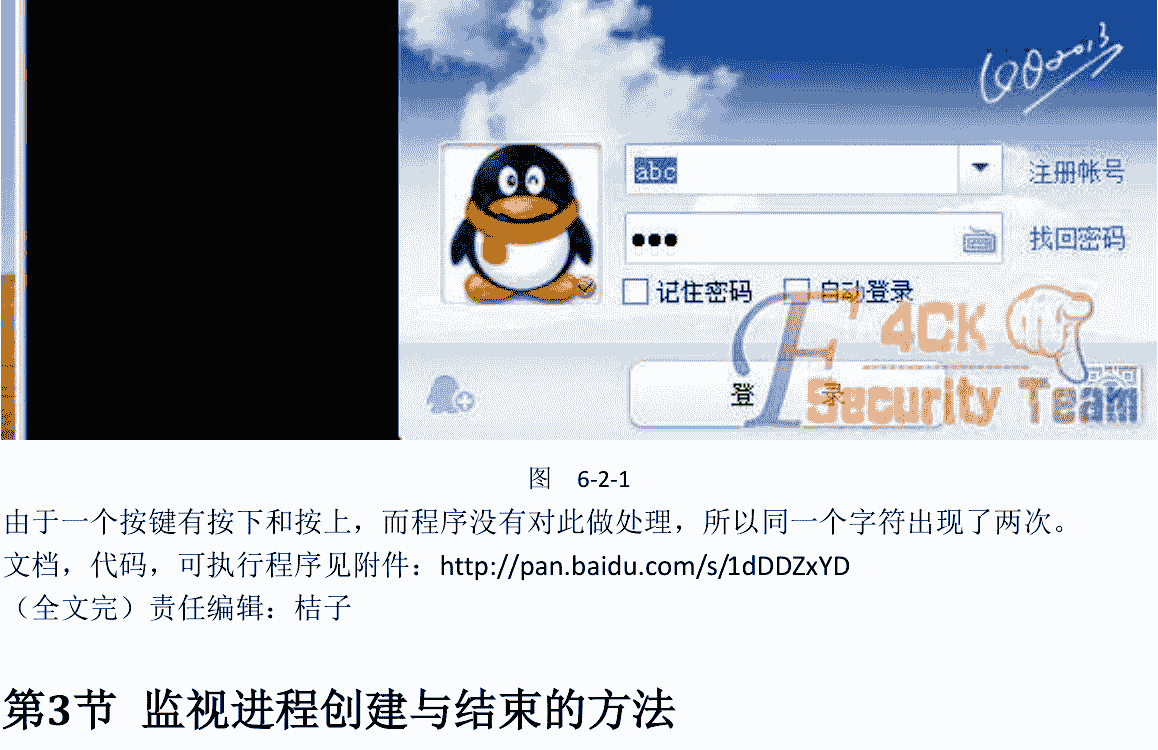 QQ2013
abc
注册帐号
●●●
找回密码
记住密码
自动登录
F4CK
Security Team
登 录
图 6-2-1
由于一个按键有按下和按上，而程序没有对此做处理，所以同一个字符出现了两次。
文档，代码，可执行程序见附件：http://pan.baidu.com/s/1dDDZxYD
（全文完）责任编辑：桔子
第3节 监视进程创建与结束的方法